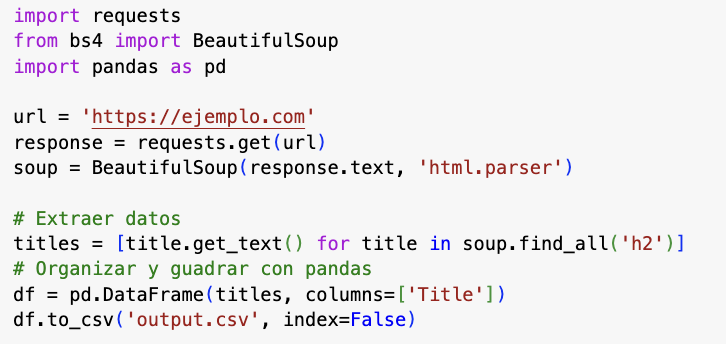 import requests
from bs4 import BeautifulSoup
import pandas as pd
url = 'https://ejemplo.com'
response = requests.get(url)
soup = BeautifulSoup(response.text, 'html.parser')
# Extraer datos
titles = [title.get_text() for title in soup.find_all('h2')]
# Organizar y guadrar con pandas
df = pd.DataFrame(titles, columns=['Title'])
df.to_csv('output.csv', index=False)